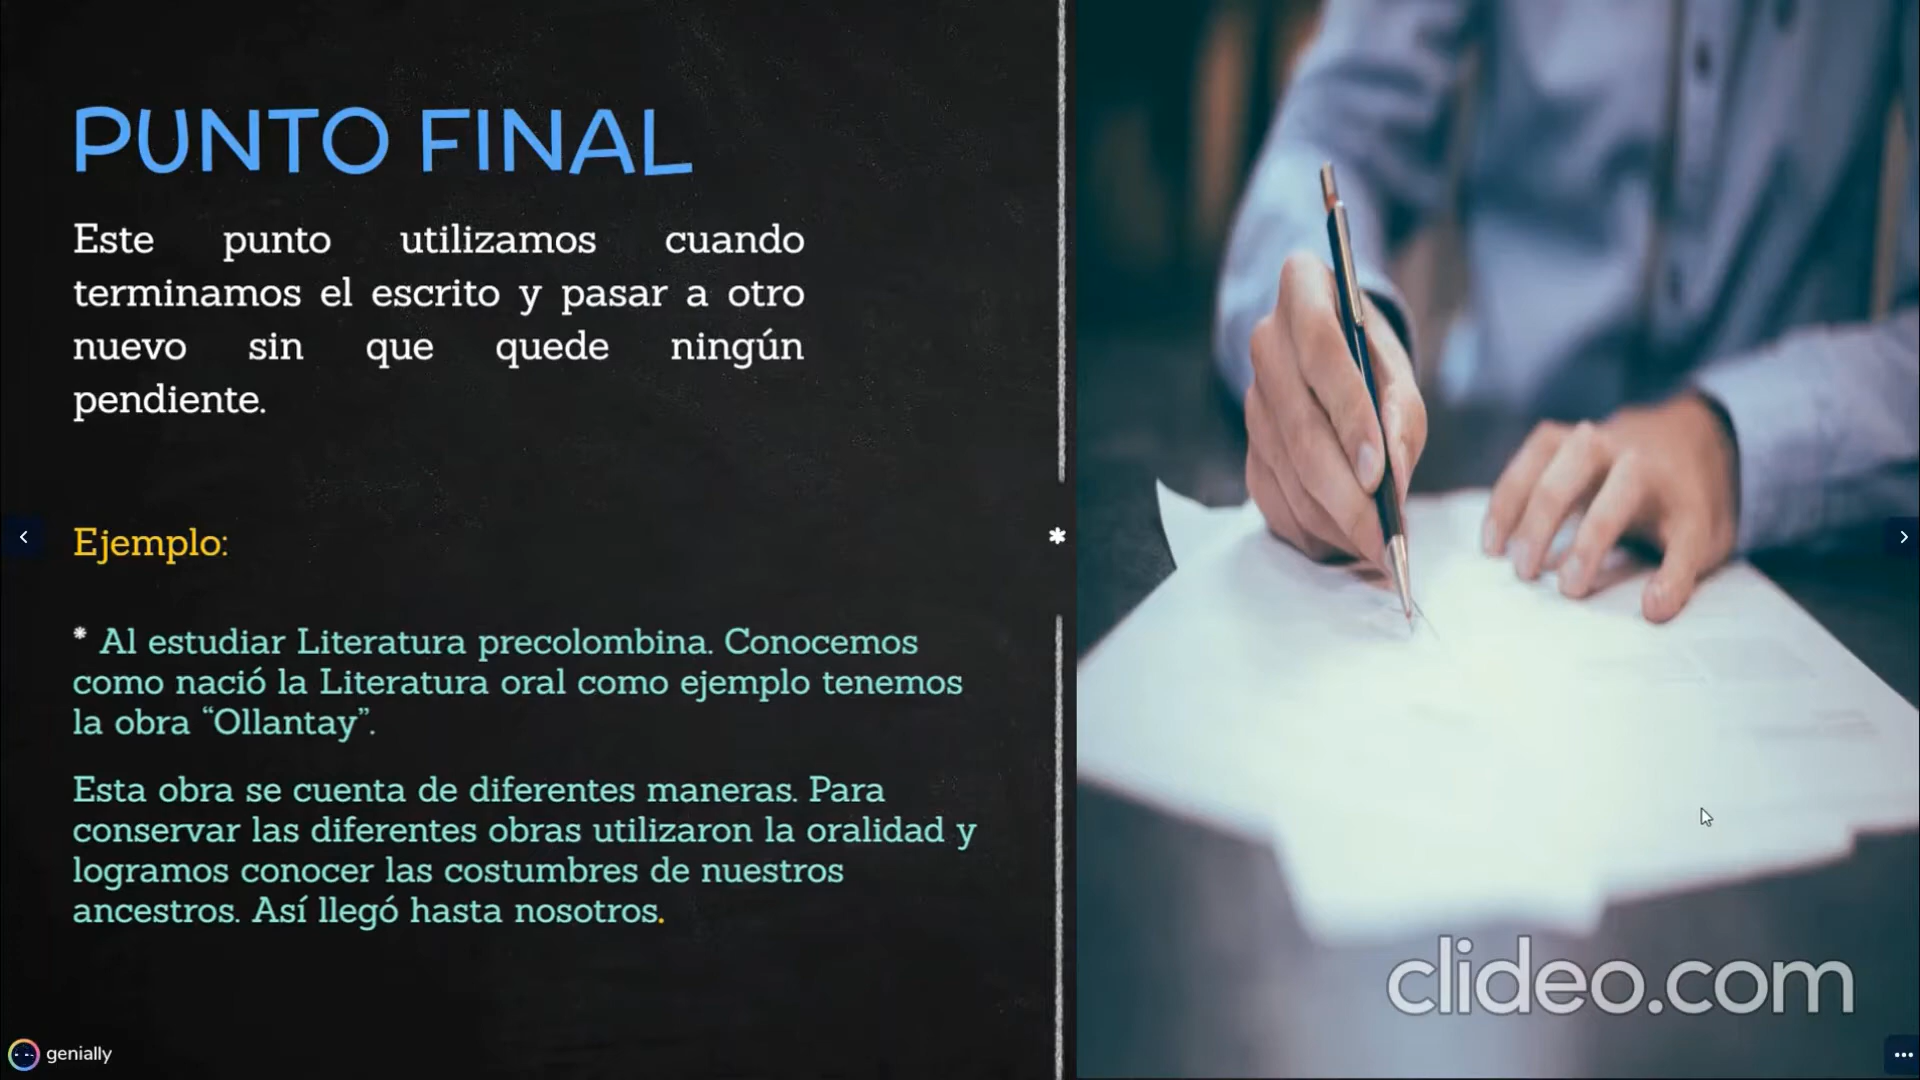 PUNTO FINAL
Este punto utilizamos cuando
terminamos el escrito y pasar a otro
nuevo sin que quede ningún
pendiente.
Ejemplo:
* Al estudiar Literatura precolombina. Conocemos
como nació la Literatura oral como ejemplo tenemos
la obra “Ollantay”.
Esta obra se cuenta de diferentes maneras. Para
conservar las diferentes obras utilizaron la oralidad y
logramos conocer las costumbres de nuestros
ancestros. Así llegó hasta nosotros.
*
clideo.com
genially